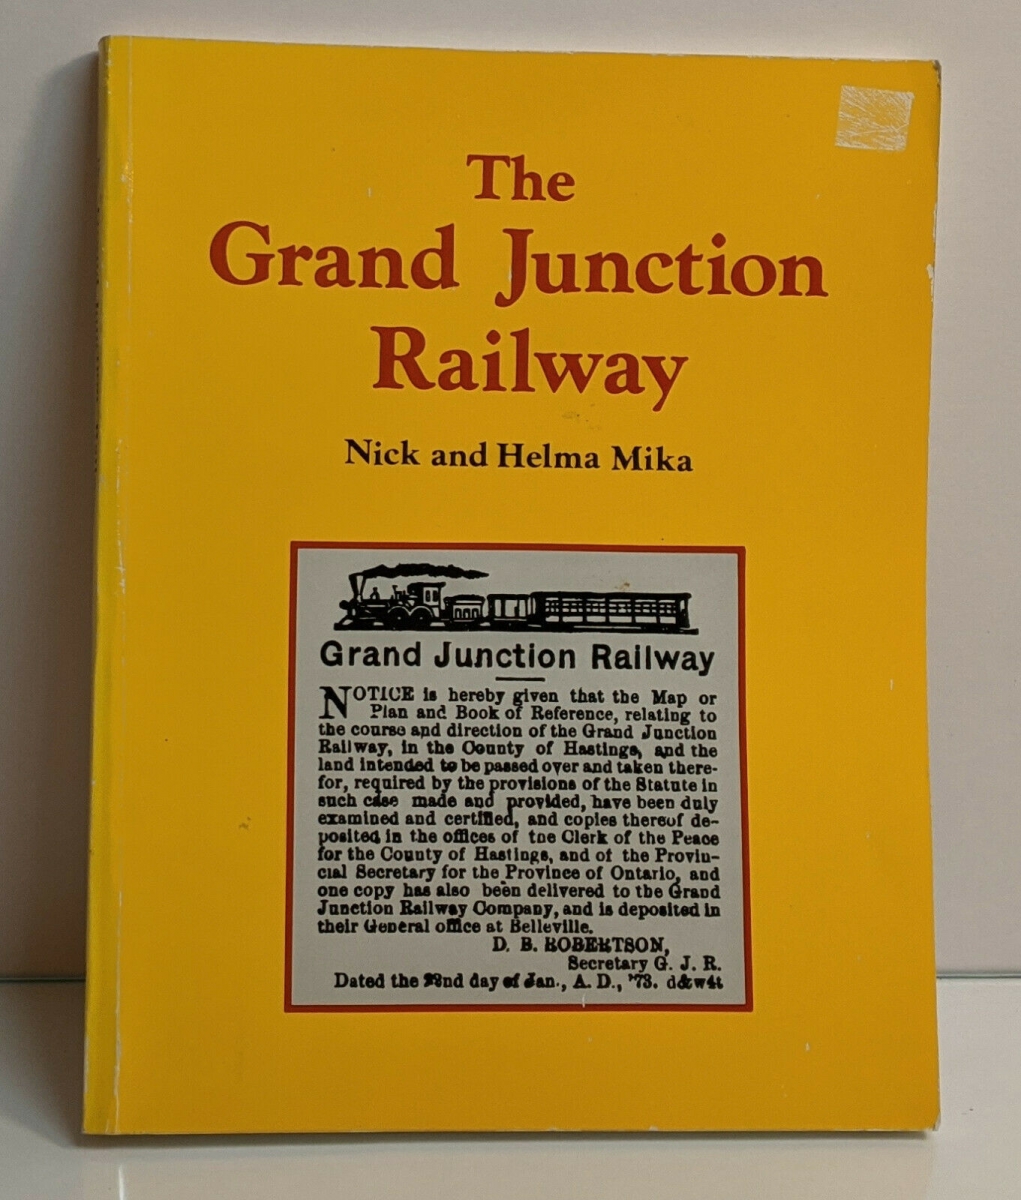 The
Grand Junction
Railway
Nick and Helma Mika
Grand Junction Railway
NOTICE is hereby given that the Map or
Plan and Book of Reference, relating to
the course and direction of the Grand Junction
Railway, in the County of Hastings, and the
land intended to be passed over and taken there-
for, required by the provisions of the Statute in
such case made and provided, have been duly
examined and certified, and copies thereof de-
posited in the offices of the Clerk of the Peace
for the County of Hastings, and of the Provin-
cial Secretary for the Province of Ontario, and
one copy has also been delivered to the Grand
Junction Railway Company, and is deposited in
their General office at Belleville.
D. B. ROBERTSON,
Secretary G. J. R.
Dated the 22nd day of Jan., A. D., '73. d&w4t